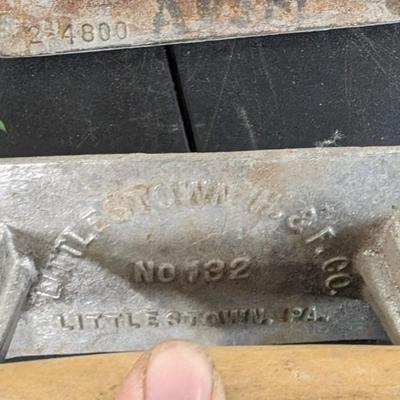 2-4800
LITTLESTOWN H. & F. CO.
No 132
LITTLESTOWN, PA.